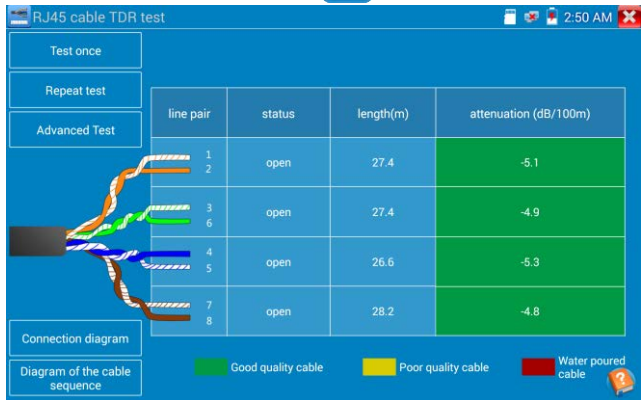 RJ45 cable TDR test
2:50 AM
Test once
Repeat test
Advanced Test
line pair status length(m) attenuation (dB/100m)
1
2
open 27.4 -5.1
3
6
open 27.4 -4.9
4
5
open 26.6 -5.3
7
8
open 28.2 -4.8
Connection diagram
Diagram of the cable
sequence
Good quality cable Poor quality cable Water poured
cable
?